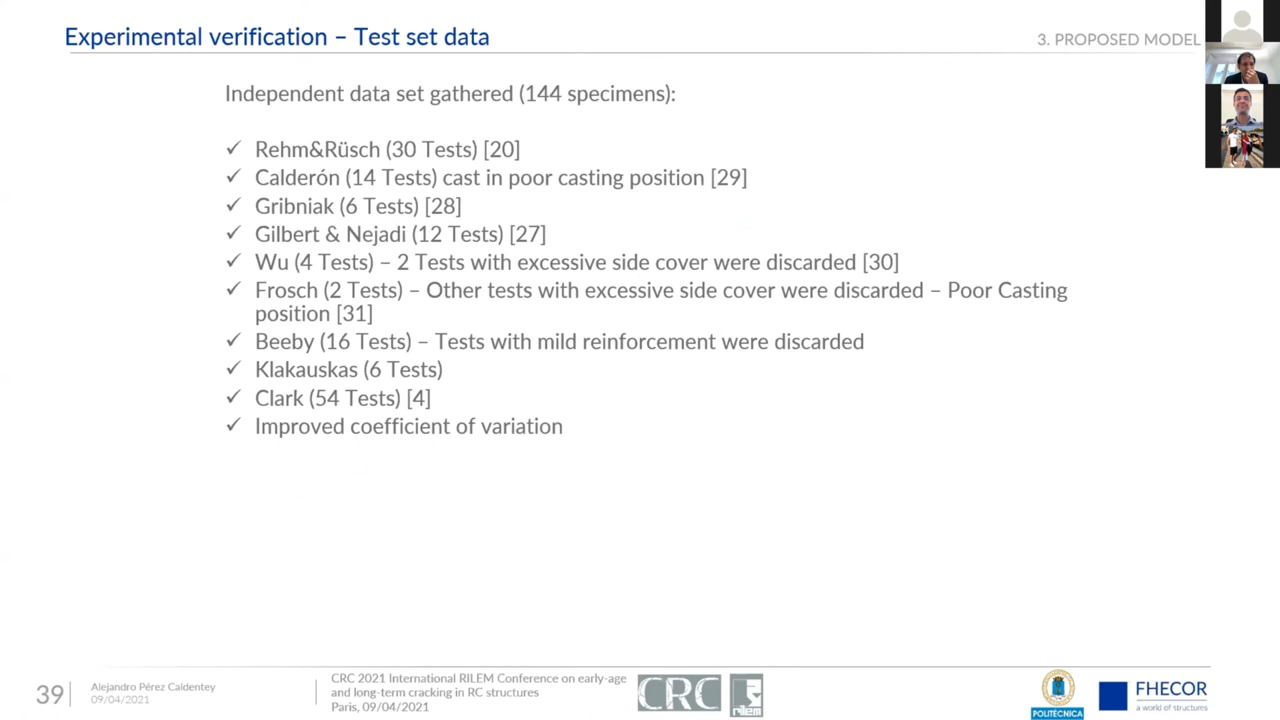 Experimental verification – Test set data
3. PROPOSED MODEL
Independent data set gathered (144 specimens):
✓ Rehm&Rüsch (30 Tests) [20]
✓ Calderón (14 Tests) cast in poor casting position [29]
✓ Gribniak (6 Tests) [28]
✓ Gilbert & Nejadi (12 Tests) [27]
✓ Wu (4 Tests) – 2 Tests with excessive side cover were discarded [30]
✓ Frosch (2 Tests) – Other tests with excessive side cover were discarded – Poor Casting
position [31]
✓ Beeby (16 Tests) – Tests with mild reinforcement were discarded
✓ Klakauskas (6 Tests)
✓ Clark (54 Tests) [4]
✓ Improved coefficient of variation
39
Alejandro Pérez Caldentey
09/04/2021
CRC 2021 International RILEM Conference on early-age
and long-term cracking in RC structures
Paris, 09/04/2021
CRC
rilem
POLITÉCNICA
FHECOR
a world of structures